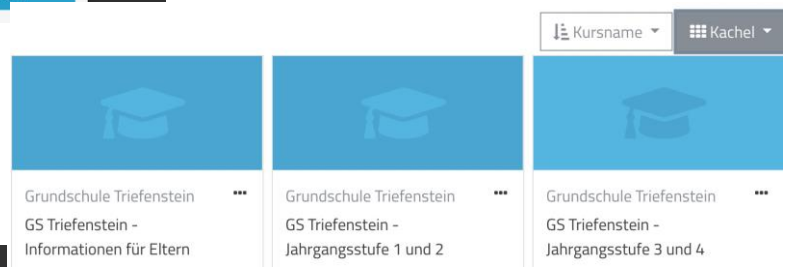 Kursname
Kachel
Grundschule Triefenstein
GS Triefenstein -
Informationen für Eltern
Grundschule Triefenstein
GS Triefenstein -
Jahrgangsstufe 1 und 2
Grundschule Triefenstein
GS Triefenstein -
Jahrgangsstufe 3 und 4